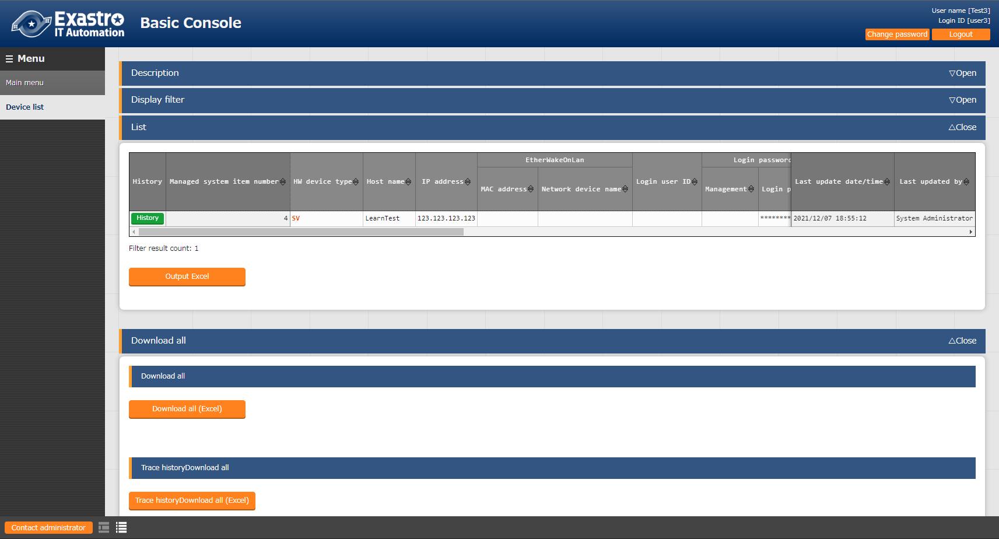 Exastro
IT Automation
Basic Console
User name [Test3]
Login ID [user3]
Change password
Logout
Menu
Main menu
Device list
Description
▽Open
Display filter
▽Open
List
△Close
EtherWakeOnLan
Login password
History
Managed system item number
HW device type
Host name
IP address
MAC address
Network device name
Login user ID
Management
Login p
Last update date/time
Last updated by
History
4
SV
LearnTest
123.123.123.123
********
2021/12/07 18:55:12
System Administrator
Filter result count: 1
Output Excel
Download all
△Close
Download all
Download all (Excel)
Trace historyDownload all
Trace historyDownload all (Excel)
Contact administrator